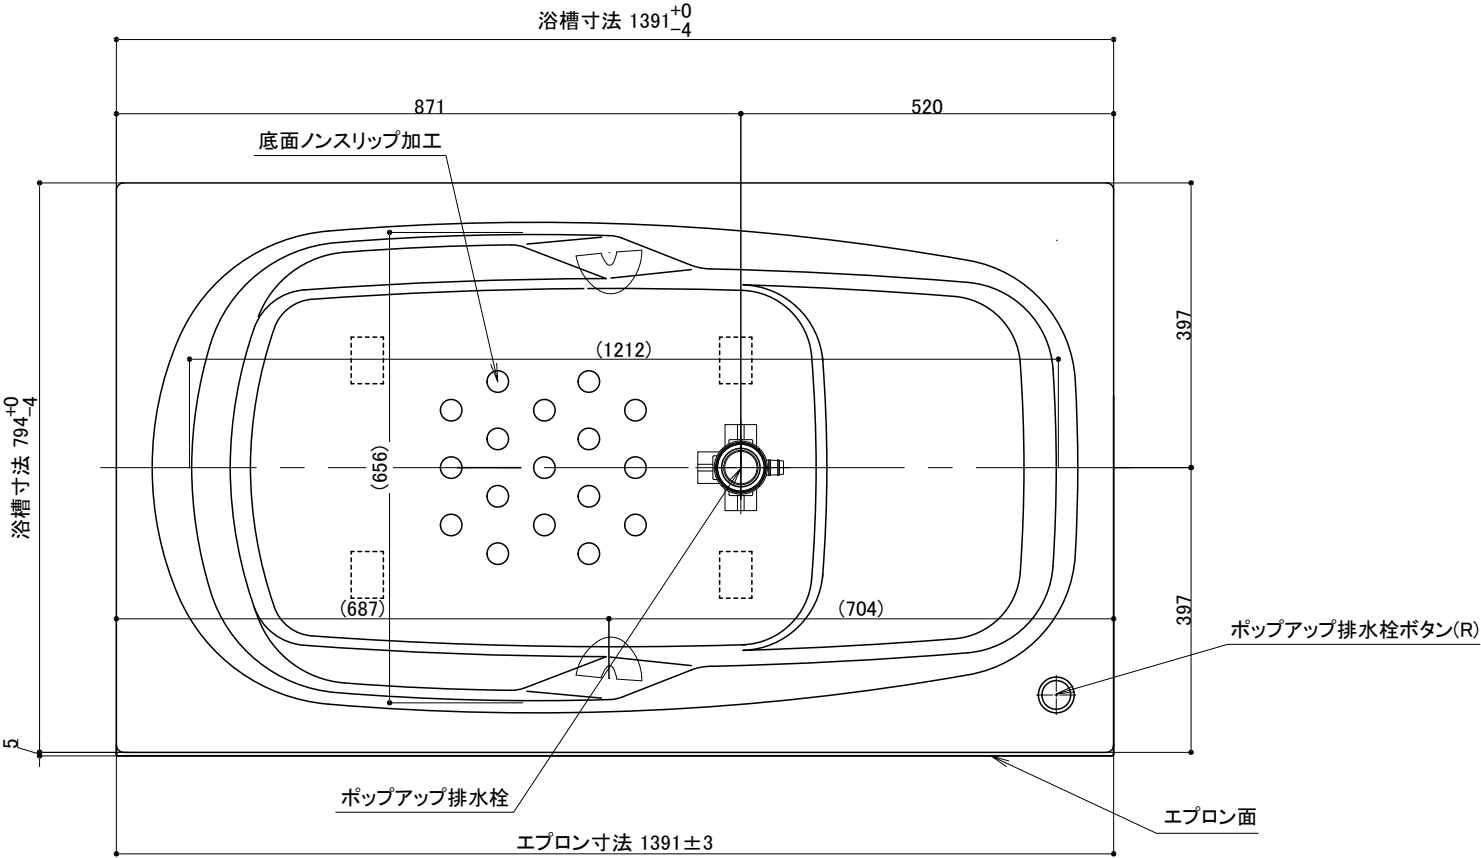 浴槽寸法 1391+0-4
871
520
底面ノンスリップ加工
397
(1212)
浴槽寸法 794+0-4
(656)
(687)
(704)
397
ポップアップ排水栓ボタン(R)
5
ポップアップ排水栓
エプロン面
エプロン寸法 1391±3